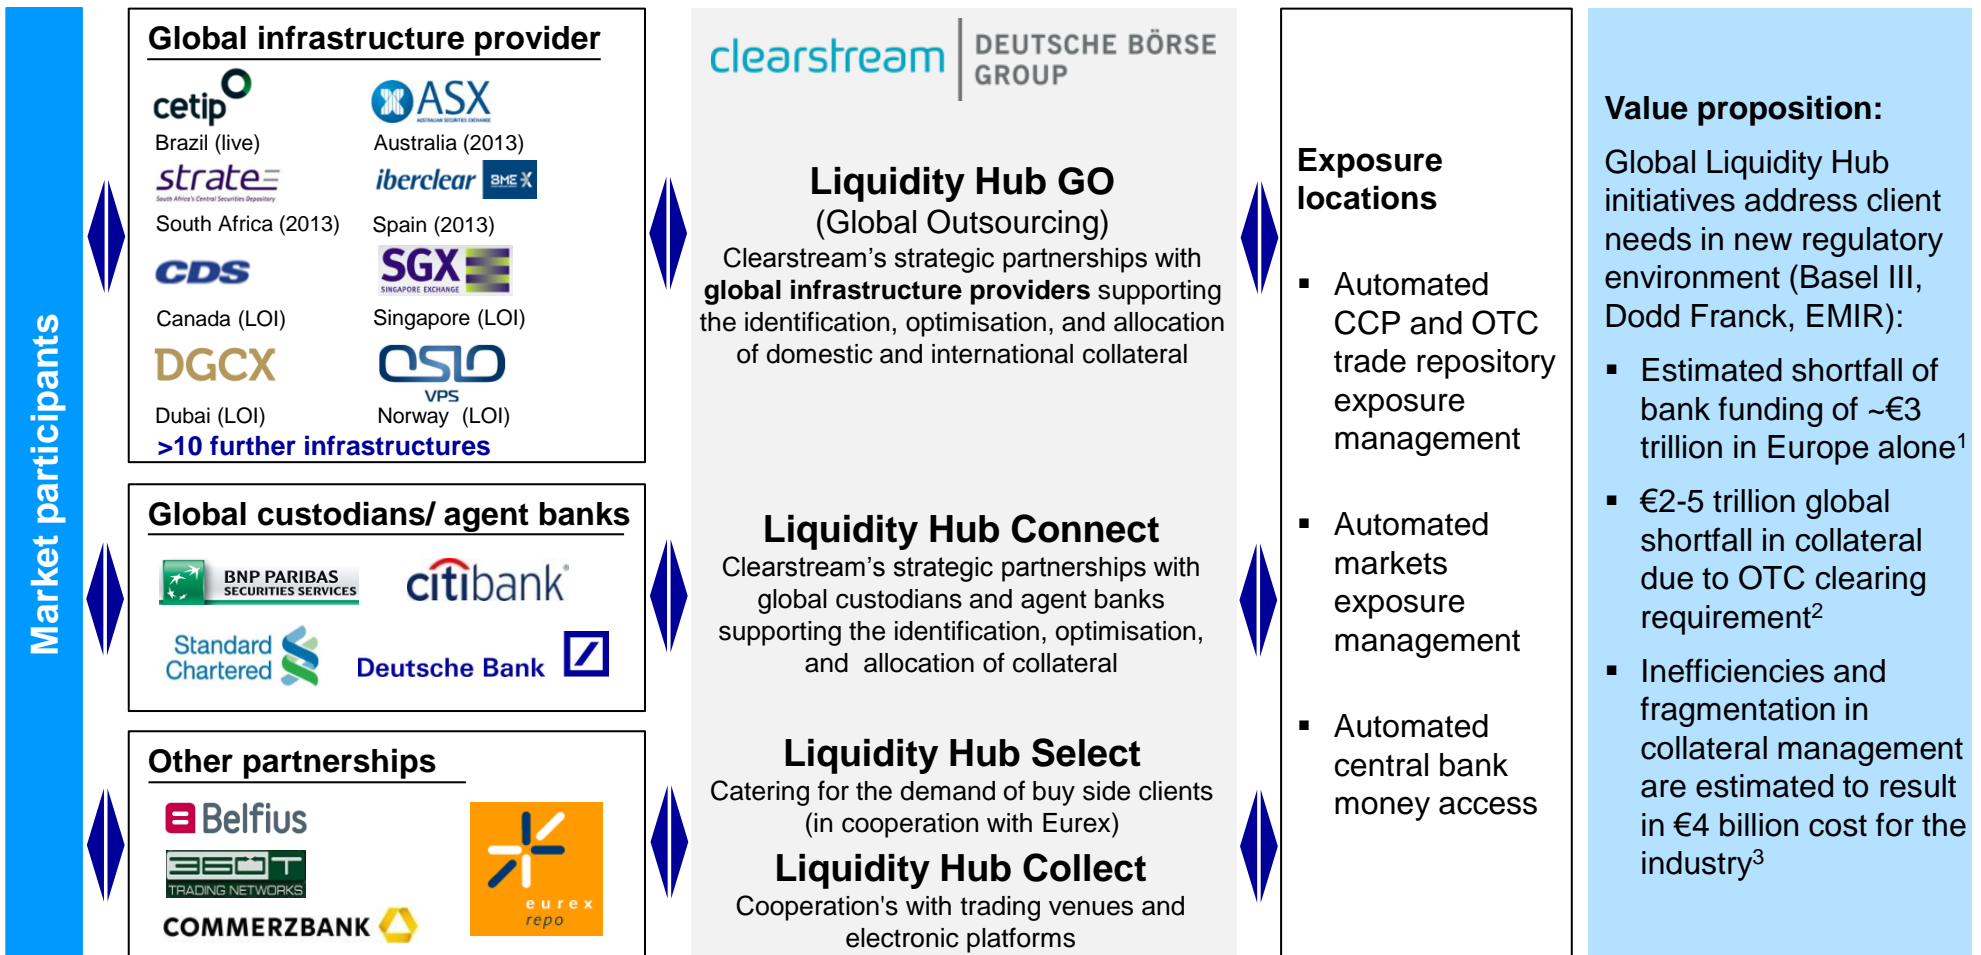 Market participants
Global infrastructure provider
cetip
ASX
AUSTRALIAN SECURITIES EXCHANGE
Brazil (live)
Australia (2013)
strate
South Africa's Central Securities Depository
iberclear BME X
South Africa (2013)
Spain (2013)
CDS
SGX
SINGAPORE EXCHANGE
Canada (LOI)
Singapore (LOI)
DGCX
OSLO
VPS
Dubai (LOI)
Norway (LOI)
>10 further infrastructures
Global custodians/ agent banks
BNP PARIBAS
SECURITIES SERVICES
citibank
Standard
Chartered
Deutsche Bank
Other partnerships
Belfius
360T
TRADING NETWORKS
COMMERZBANK
eurex
repo
clearstream
DEUTSCHE BÖRSE
GROUP
Liquidity Hub GO
(Global Outsourcing)
Clearstream’s strategic partnerships with
global infrastructure providers supporting
the identification, optimisation, and allocation
of domestic and international collateral
Liquidity Hub Connect
Clearstream’s strategic partnerships with
global custodians and agent banks
supporting the identification, optimisation,
and allocation of collateral
Liquidity Hub Select
Catering for the demand of buy side clients
(in cooperation with Eurex)
Liquidity Hub Collect
Cooperation's with trading venues and
electronic platforms
Exposure
locations
▪ Automated
CCP and OTC
trade repository
exposure
management
▪ Automated
markets
exposure
management
▪ Automated
central bank
money access
Value proposition:
Global Liquidity Hub
initiatives address client
needs in new regulatory
environment (Basel III,
Dodd Franck, EMIR):
▪ Estimated shortfall of
bank funding of ~€3
trillion in Europe alone¹
▪ €2-5 trillion global
shortfall in collateral
due to OTC clearing
requirement²
▪ Inefficiencies and
fragmentation in
collateral management
are estimated to result
in €4 billion cost for the
industry³